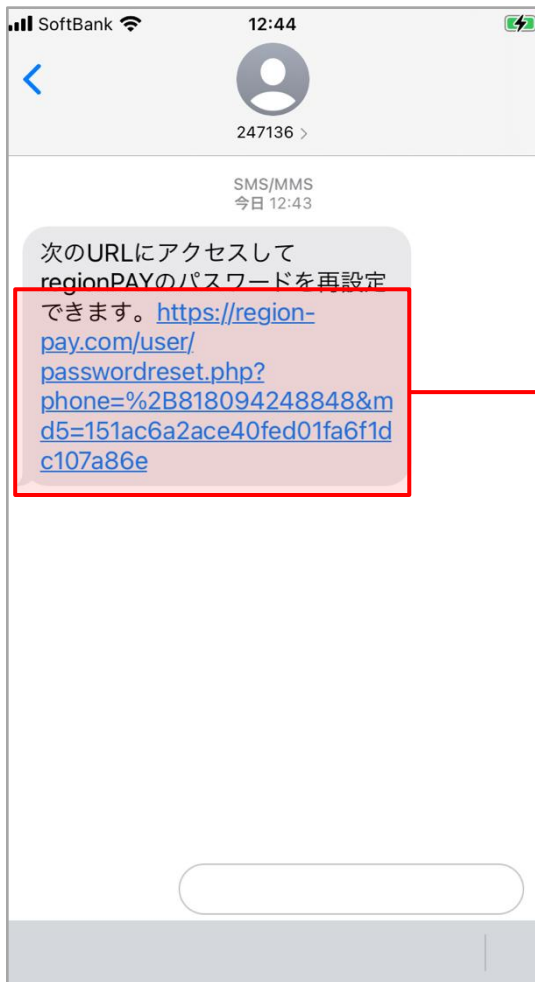 SoftBank
12:44
247136 >
SMS/MMS
今日 12:43
次のURLにアクセスして
regionPAYのパスワードを再設定
できます。https://region-
pay.com/user/
passwordreset.php?
phone=%2B818094248848&m
d5=151ac6a2ace40fed01fa6f1d
c107a86e